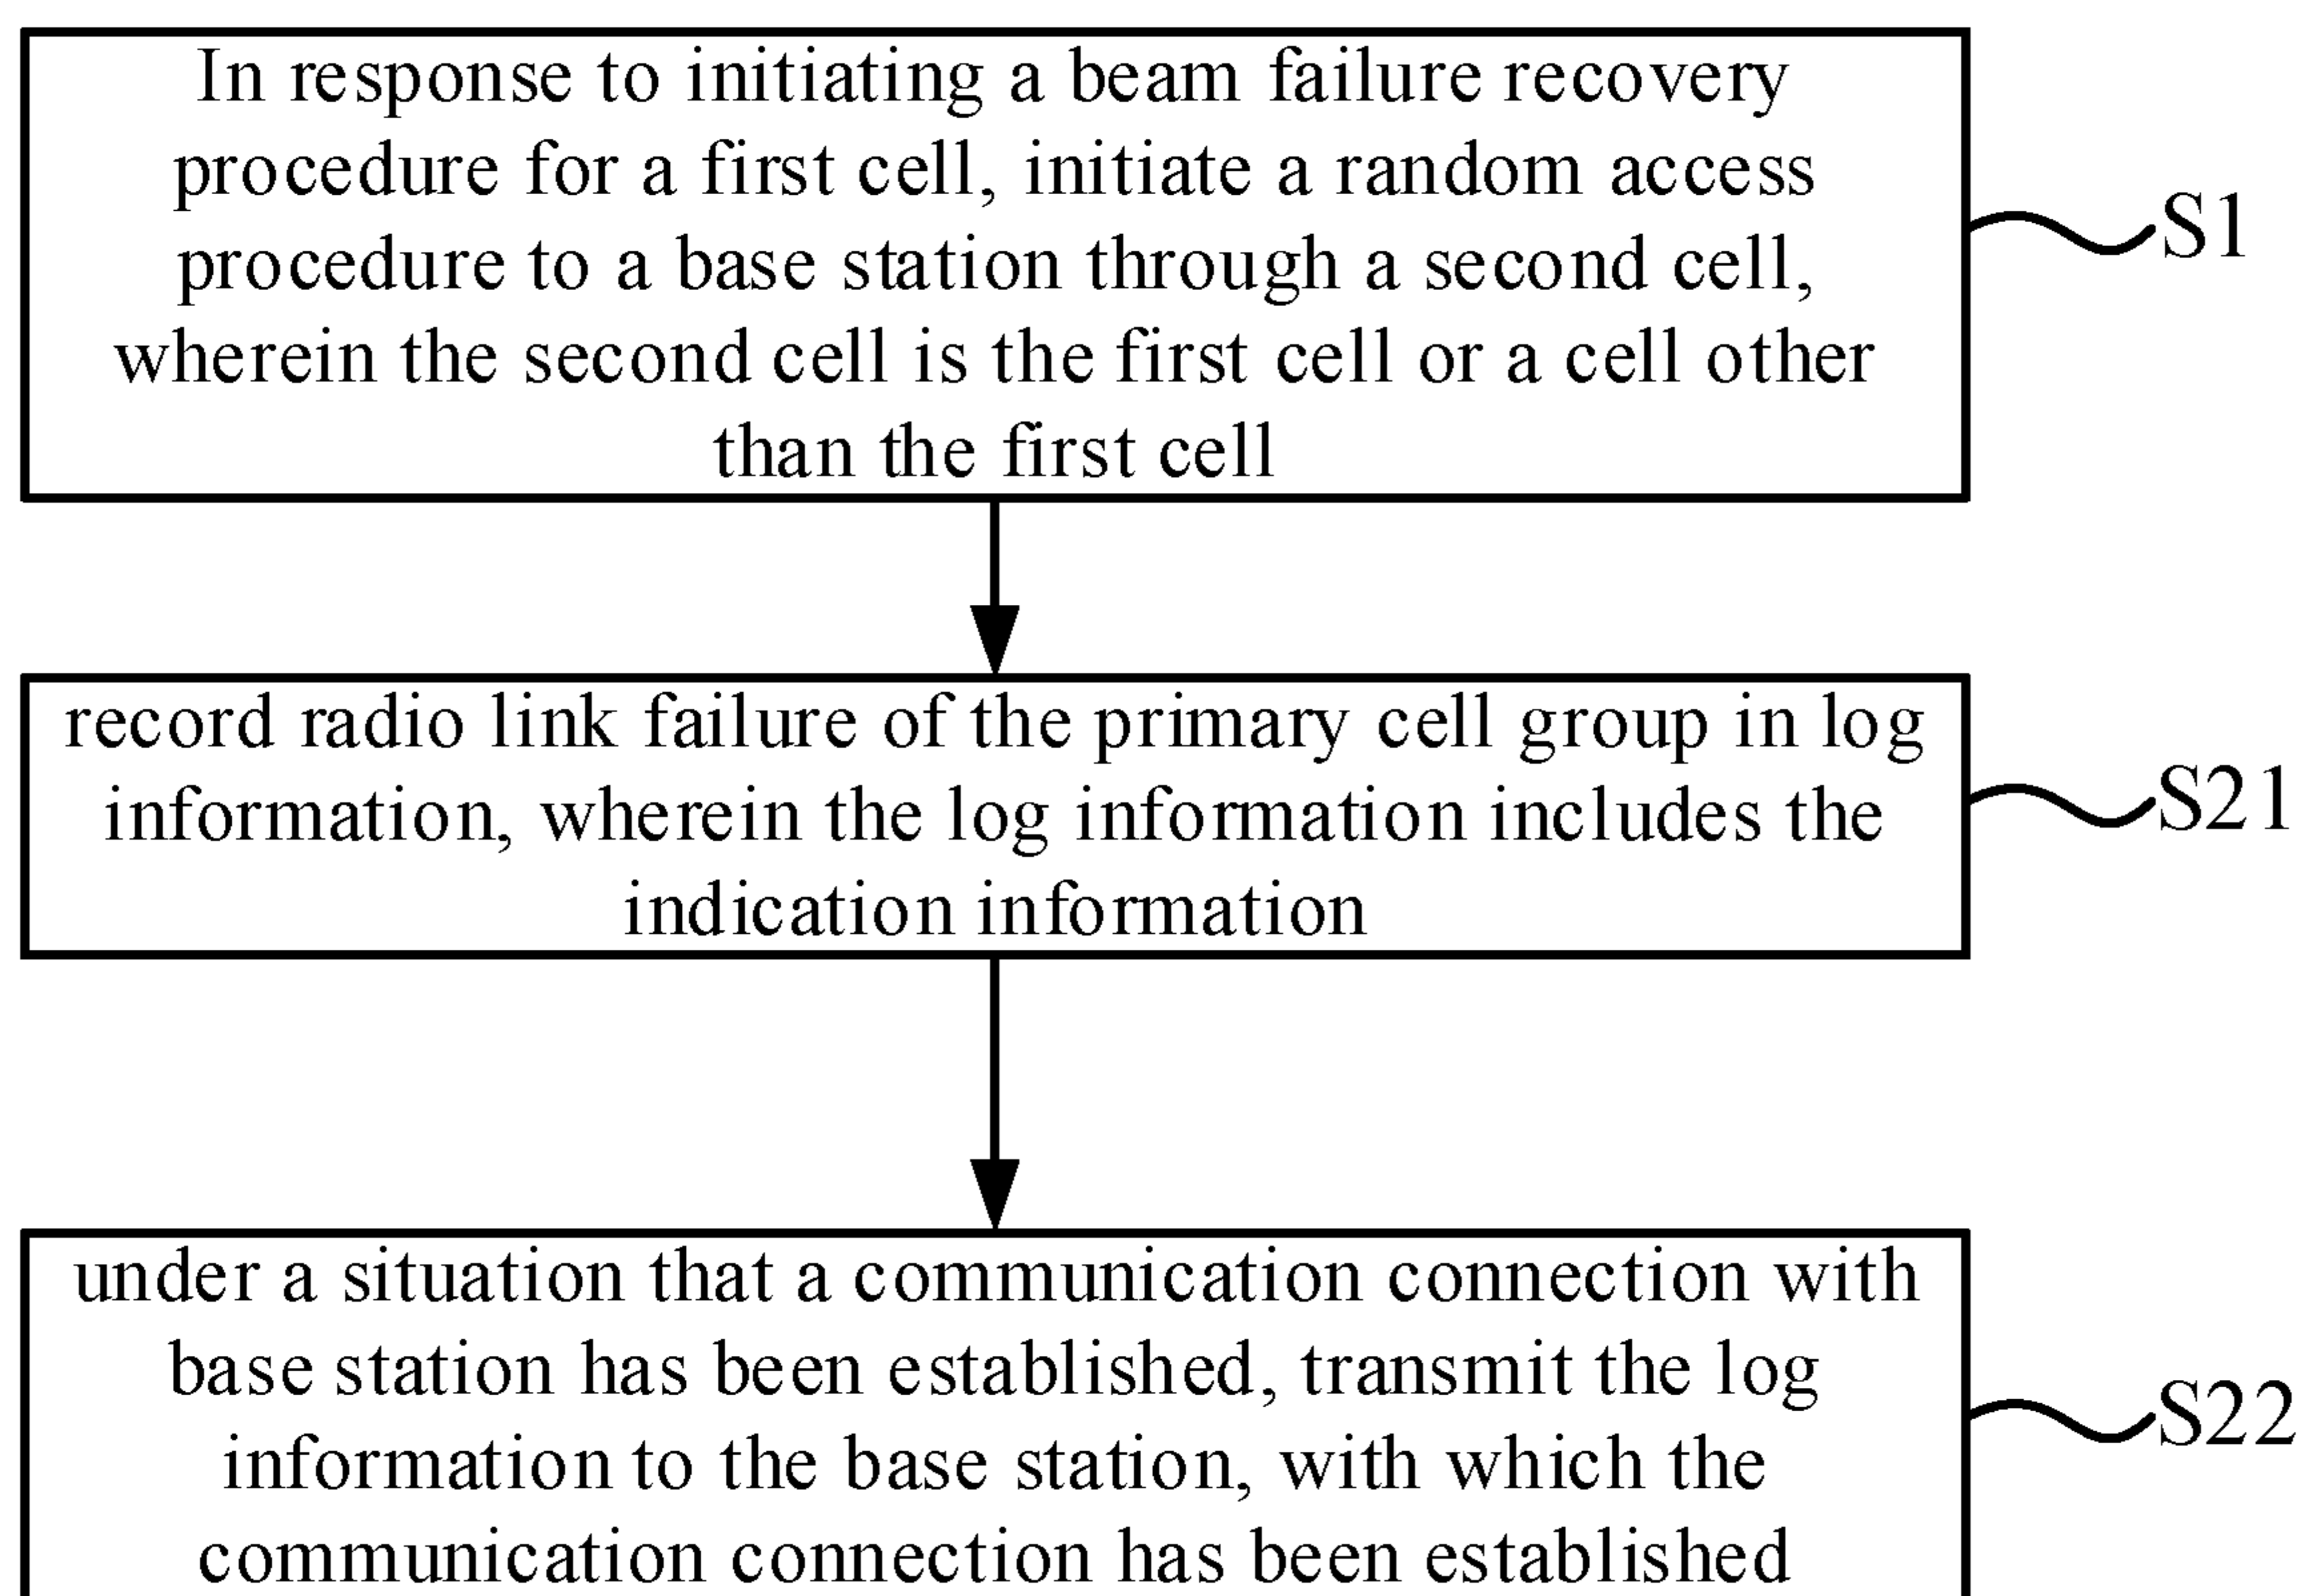 In response to initiating a beam failure recovery
procedure for a first cell, initiate a random access
procedure to a base station through a second cell,
wherein the second cell is the first cell or a cell other
than the first cell
S1
record radio link failure of the primary cell group in log
information, wherein the log information includes the
indication information
S21
under a situation that a communication connection with
base station has been established, transmit the log
information to the base station, with which the
communication connection has been established
S22